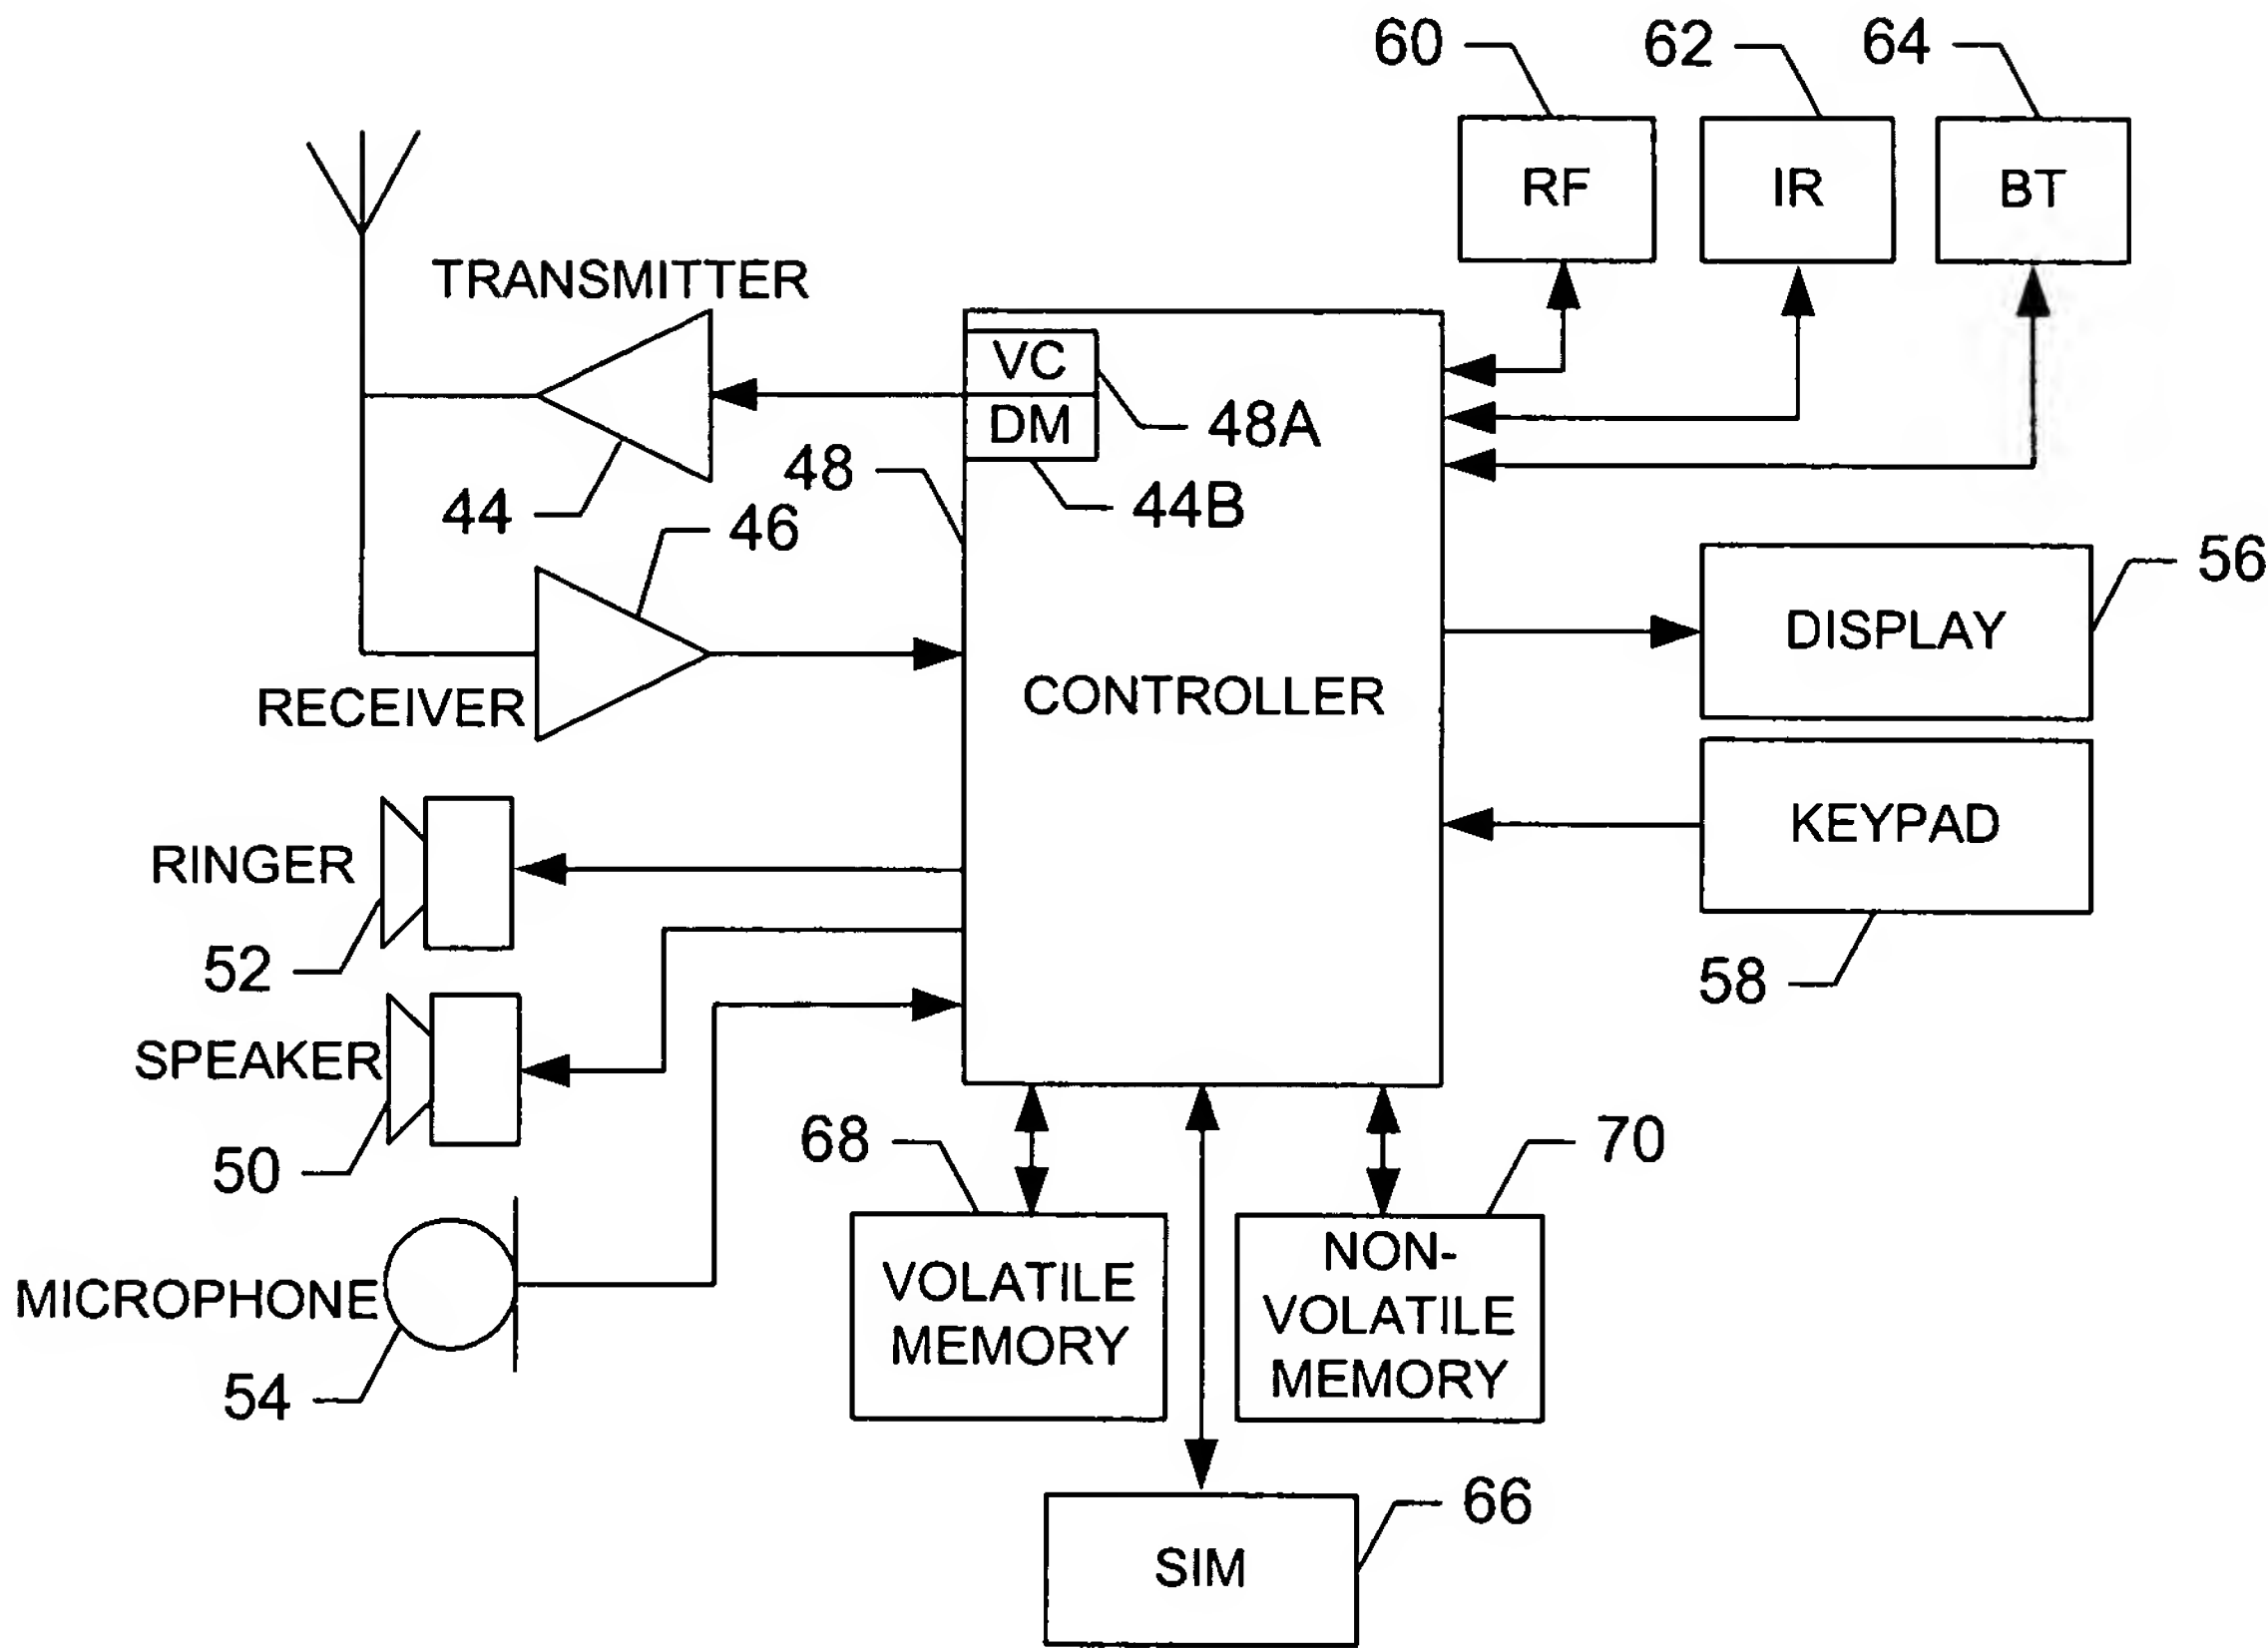 60
62
64
RF
IR
BT
TRANSMITTER
VC
DM
48A
48
44B
44
46
56
DISPLAY
CONTROLLER
RECEIVER
KEYPAD
RINGER
52
58
SPEAKER
50
68
70
VOLATILE
MEMORY
NON-
VOLATILE
MEMORY
MICROPHONE
54
66
SIM